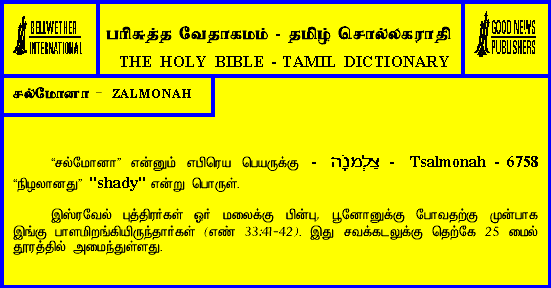 BELLWETHER
INTERNATIONAL
பரிசுத்த வேதாகமம் - தமிழ் சொல்லகராதி
THE HOLY BIBLE - TAMIL DICTIONARY
GOOD NEWS
PUBLISHERS
சல்மோனா – ZALMONAH
“சல்மோனா” என்னும் எபிரெய பெயருக்கு - צַלְמֹנָה - Tsalmonah - 6758
“நிழலானது” "shady" என்று பொருள்.
இஸ்ரவேல் புத்திரர்கள் ஓர் மலைக்கு பின்பு, பூனோனுக்கு போவதற்கு முன்பாக
இங்கு பாளமிறங்கியிருந்தார்கள் (எண் 33:41-42). இது சவக்கடலுக்கு தெற்கே 25 மைல்
தூரத்தில் அமைந்துள்ளது.